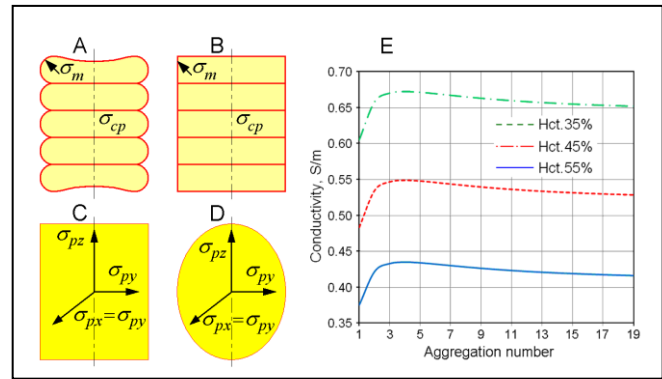 A
σm
σcp
B
σm
σcp
C
σpz
σpy
σpx=σpy
D
σpz
σpy
σpx=σpy
E
Conductivity, S/m
0.70
0.65
0.60
0.55
0.50
0.45
0.40
0.35
Hct.35%
Hct.45%
Hct.55%
1 3 5 7 9 11 13 15 17 19
Aggregation number